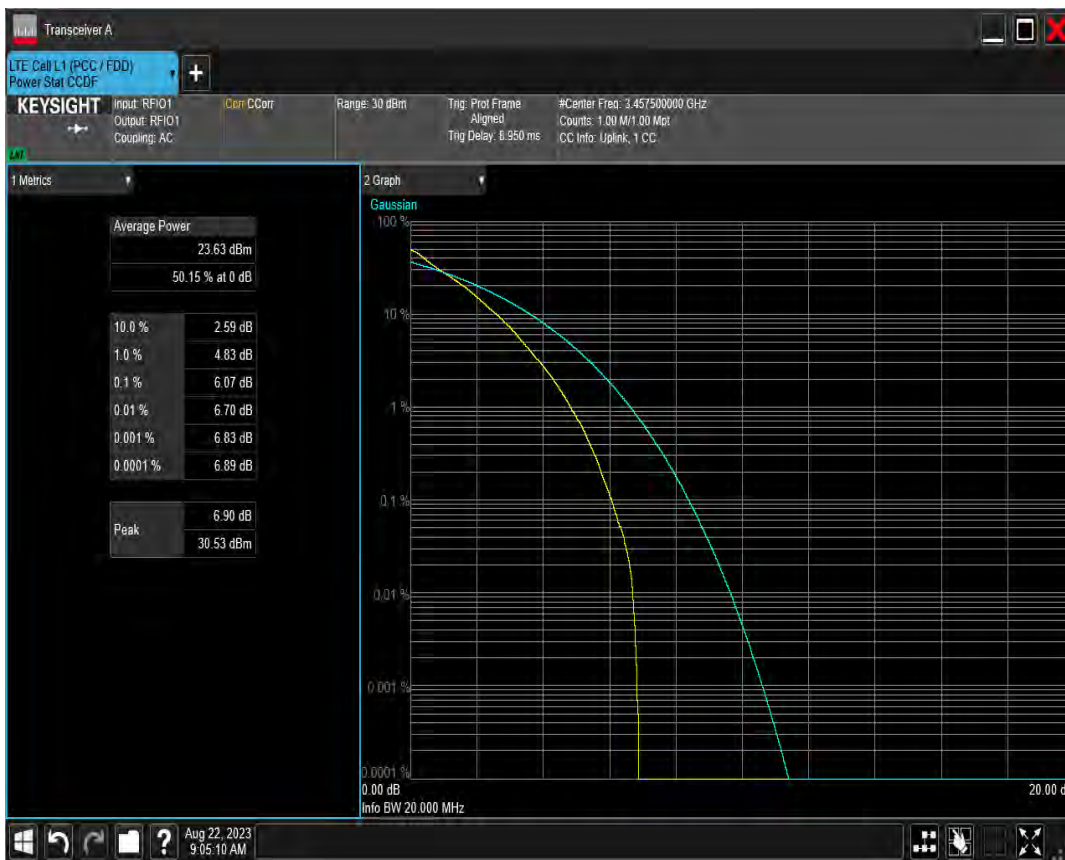 Transceiver A
LTE Cell L1 (PCC / FDD)
Power Stat CCDF
+
KEYSIGHT
Input: RFIO1
Output: RFIO1
Coupling: AC
Corr CCorr
Range: 30 dBm
Trig: Prot Frame
Aligned
Trig Delay: 8.950 ms
#Center Freq: 3.457500000 GHz
Counts: 1.00 M/1.00 Mpt
CC Info: Uplink, 1 CC
1 Metrics
Average Power
23.63 dBm
50.15 % at 0 dB
10.0 % 2.59 dB
1.0 % 4.83 dB
0.1 % 6.07 dB
0.01 % 6.70 dB
0.001 % 6.83 dB
0.0001 % 6.89 dB
Peak
6.90 dB
30.53 dBm
2 Graph
Gaussian
100 %
10 %
1 %
0.1 %
0.01 %
0.001 %
0.0001 %
0.00 dB
20.00 d
Info BW 20.000 MHz
?
Aug 22, 2023
9:05:10 AM